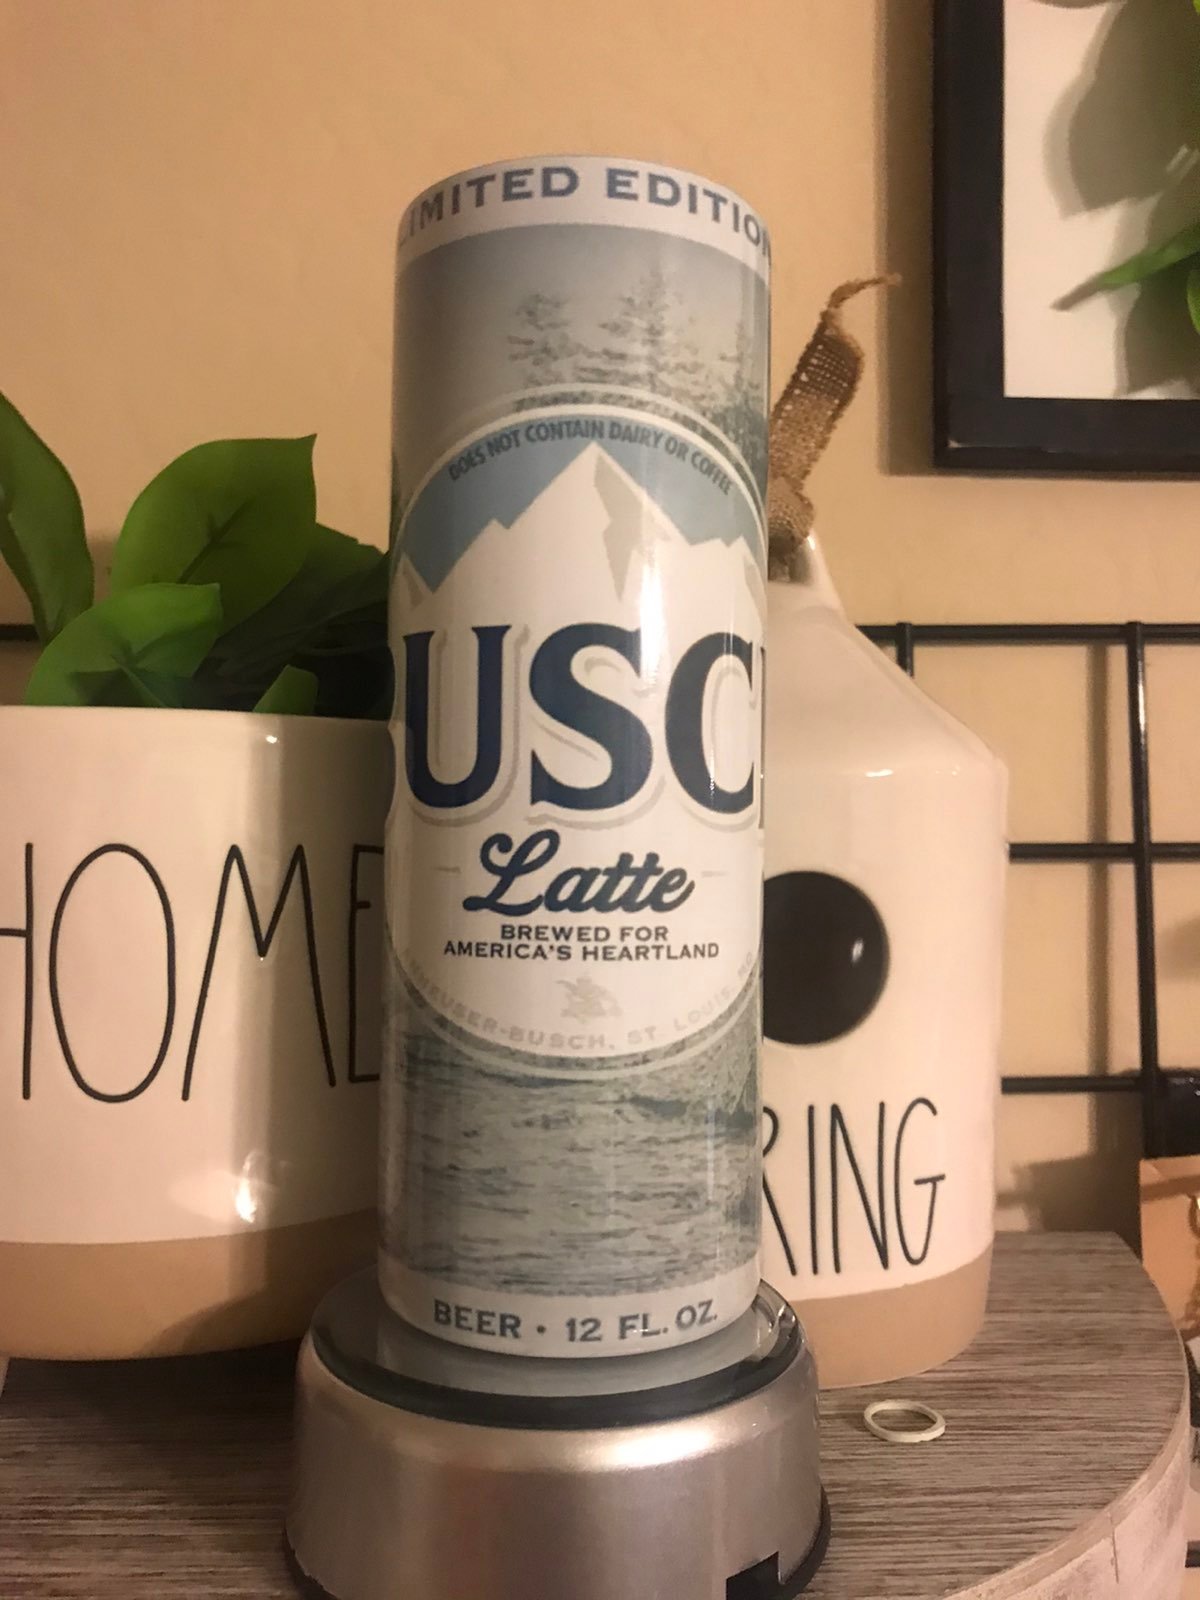 LIMITED EDITION
DOES NOT CONTAIN DAIRY OR COFFEE
USC
Latte
BREWED FOR
AMERICA'S HEARTLAND
ANHEUSER-BUSCH, ST. LOUIS, MO
BEER • 12 FL. OZ.
HOME
RING